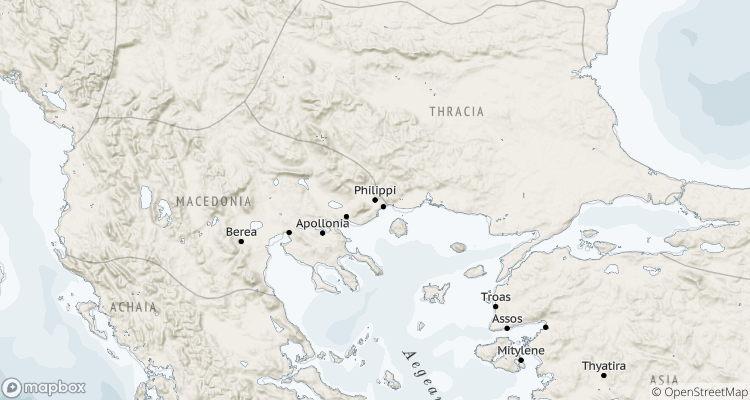 THRACIA
Philippi
MACEDONIA
Apollonia
Berea
Troas
ACHAIA
Assos
Mitylene
Aegean
Thyatira
ASIA
mapbox
© OpenStreetMap